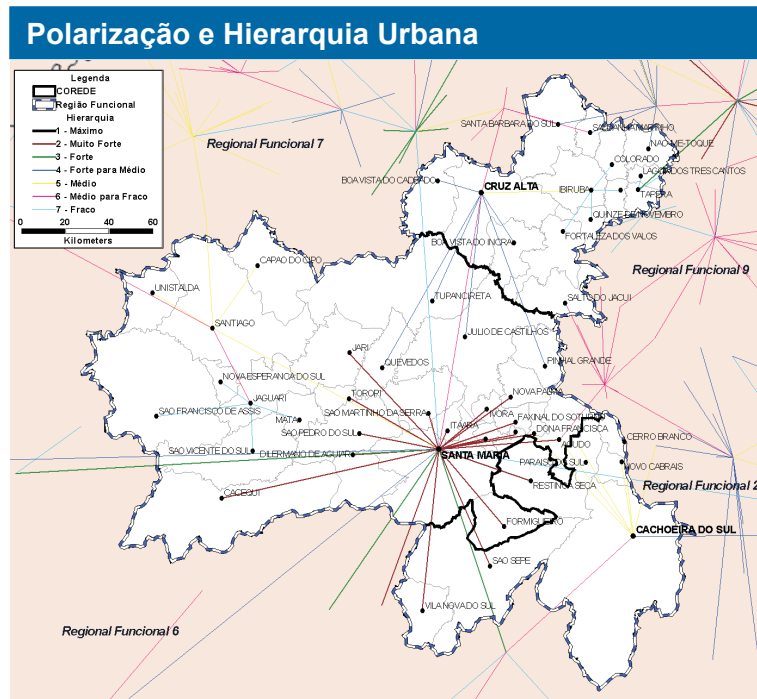 Polarização e Hierarquia Urbana
Legenda
COREDE
Região Funcional
Hierarquia
1 - Máximo
2 - Muito Forte
3 - Forte
4 - Forte para Médio
5 - Médio
6 - Médio para Fraco
7 - Fraco
0 20 40 60
Kilometers
Regional Funcional 7
SANTA BARBARA DO SUL
NAO-ME-TOQUE
COLORADO
LAGOA DOS TRES CANTOS
BOA VISTA DO CADEADO
CRUZ ALTA
IBIRUBA
TAPERA
QUINZE DE NOVEMBRO
FORTALEZA DOS VALOS
BOA VISTA DO INCRA
Regional Funcional 9
CAPAO DO CIPO
UNISTALDA
TUPANCIRETA
SALTO DO JACUI
SANTIAGO
JULIO DE CASTILHOS
JARI
QUEVEDOS
PINHAL GRANDE
NOVA ESPERANCA DO SUL
TOROPI
NOVA PALMA
JAGUARI
SAO FRANCISCO DE ASSIS
MATA
SAO MARTINHO DA SERRA
IVORA
FAXINAL DO SOTURNO
ITAARA
DONA FRANCISCA
SAO PEDRO DO SUL
AGUDO
CERRO BRANCO
SAO VICENTE DO SUL
DILERMANO DE AGUIAR
SANTA MARIA
PARAISO DO SUL
NOVO CABRAIS
RESTINGA SECA
Regional Funcional 2
CACEQUI
FORMIGUEIRO
CACHOEIRA DO SUL
SAO SEPE
VILA NOVA DO SUL
Regional Funcional 6